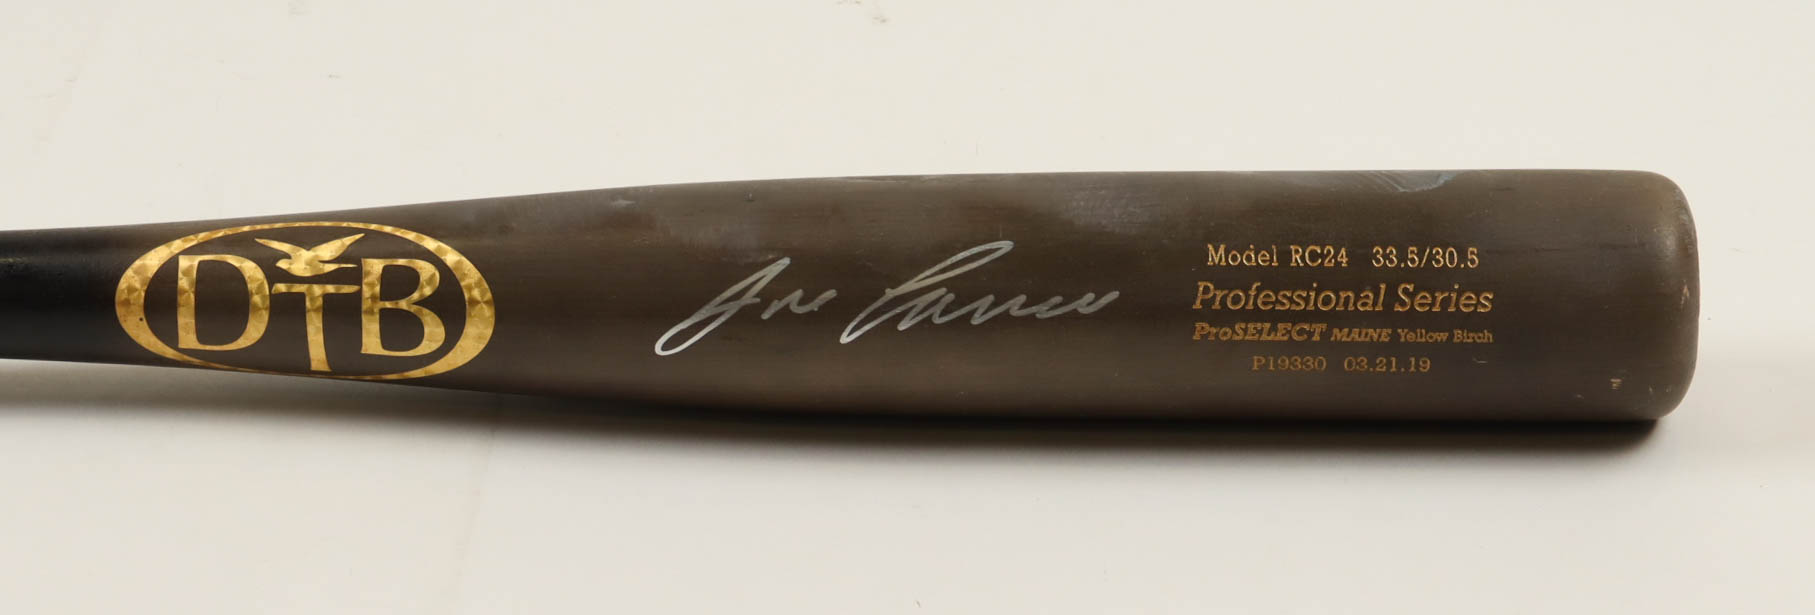 DTB
Model RC24 33.5/30.5
Professional Series
ProSELECT MAINE Yellow Birch
P19330 03.21.19